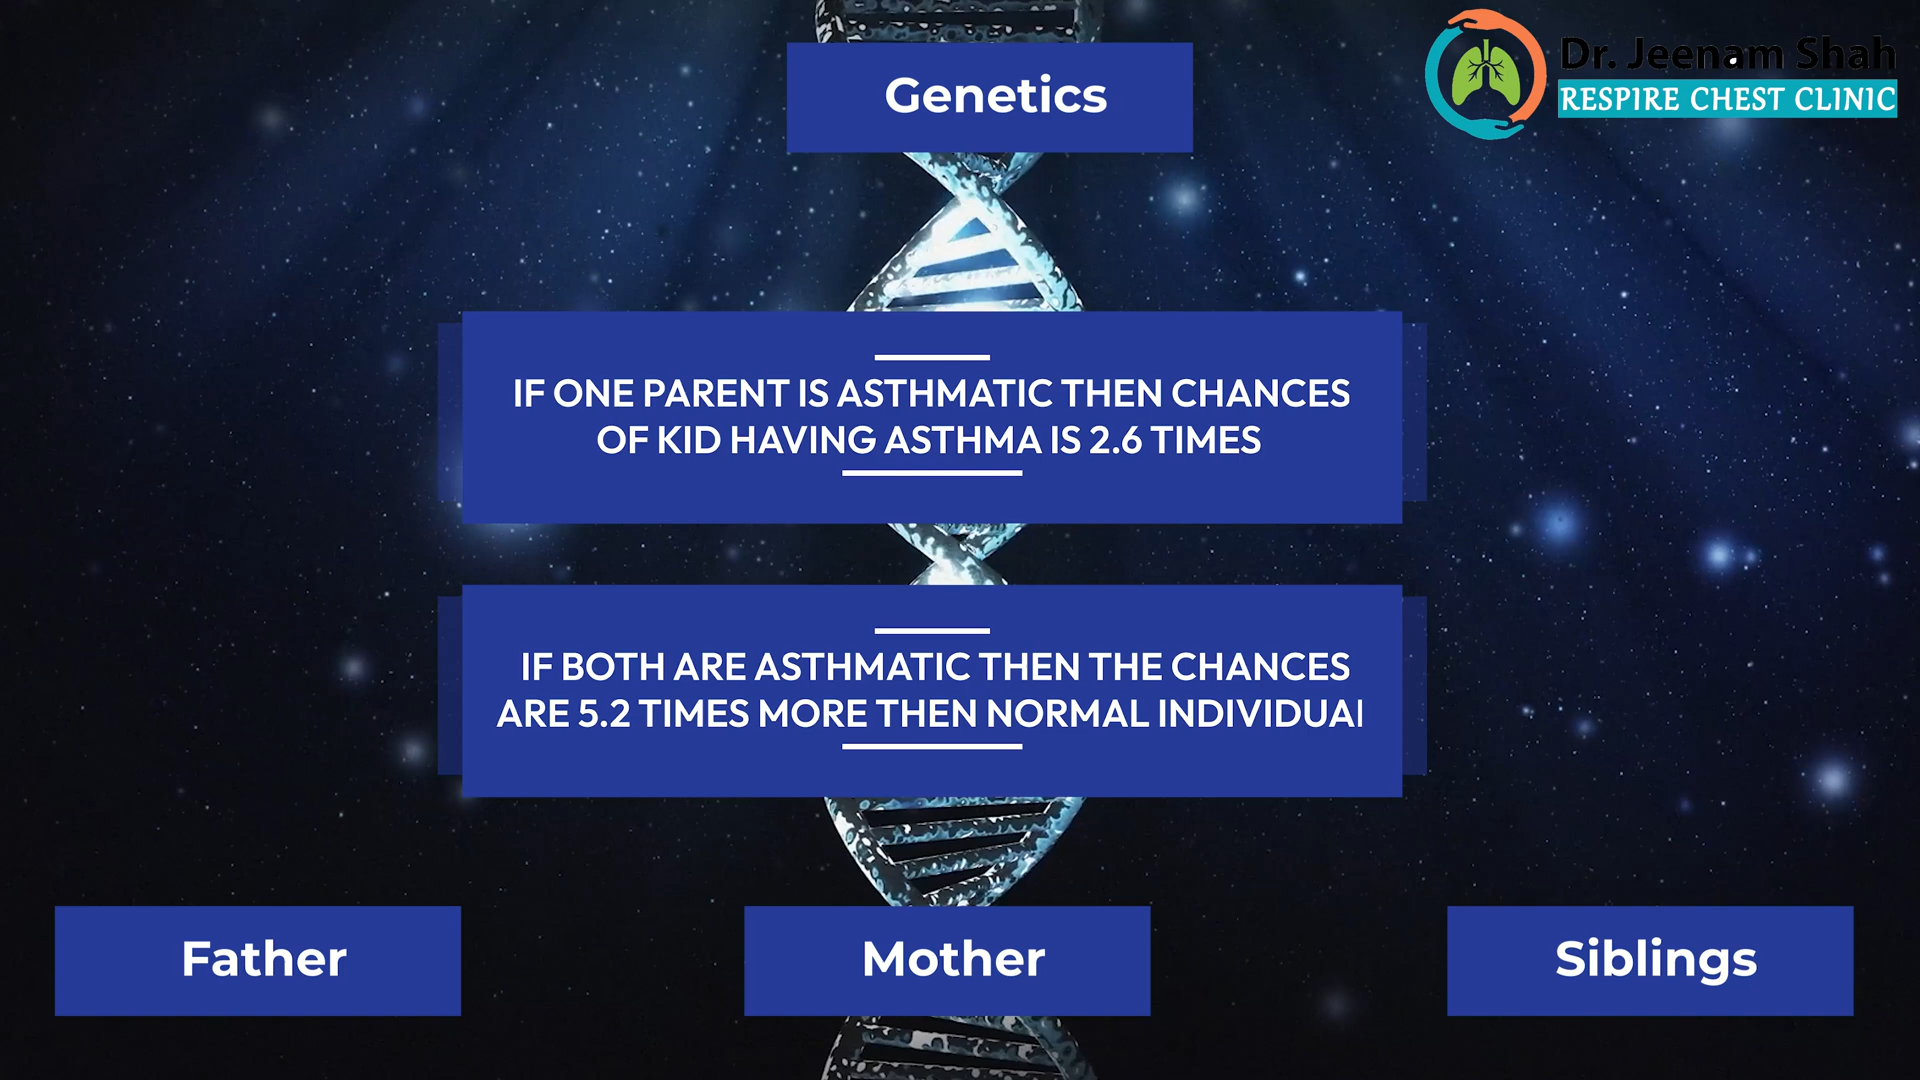 Genetics
Dr. Jeenam Shah
RESPIRE CHEST CLINIC
IF ONE PARENT IS ASTHMATIC THEN CHANCES
OF KID HAVING ASTHMA IS 2.6 TIMES
IF BOTH ARE ASTHMATIC THEN THE CHANCES
ARE 5.2 TIMES MORE THEN NORMAL INDIVIDUAL
Father
Mother
Siblings